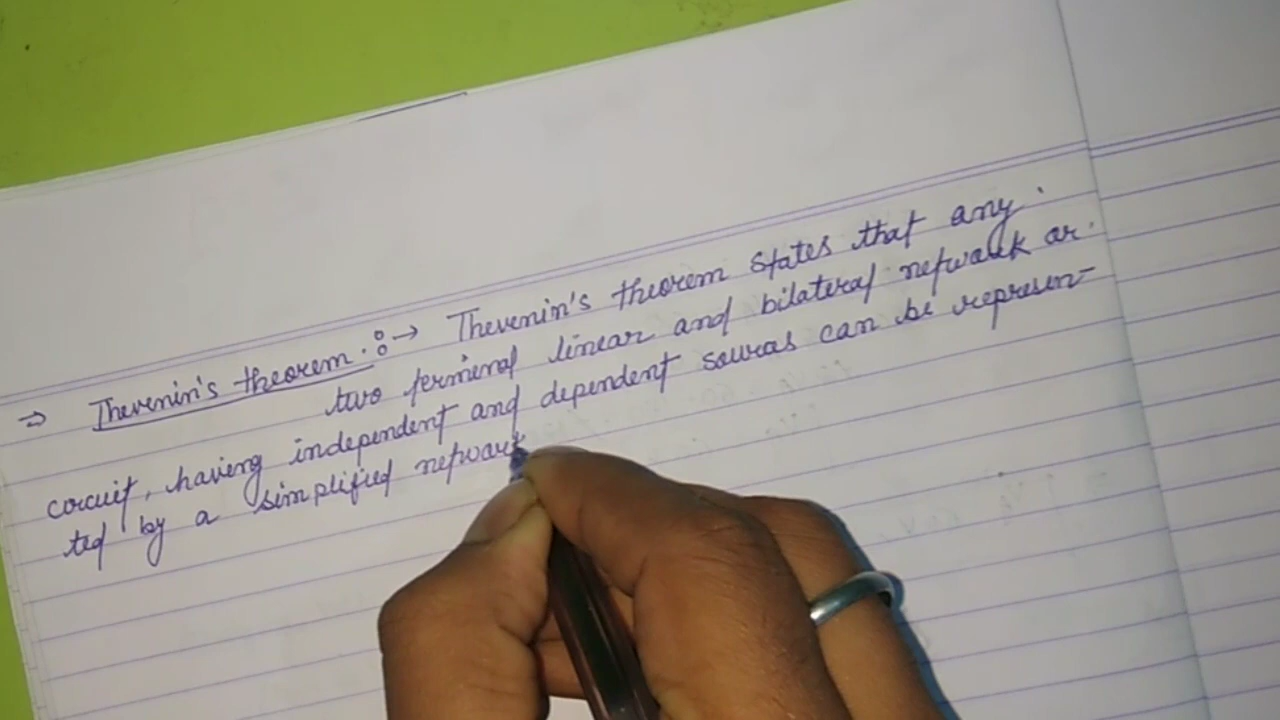 ⇒ Thevenin's theorem :→ Thevenin's theorem states that any
two terminal linear and bilateral network or
circuit, having independent and dependent sources can be represen-
ted by a simplified network